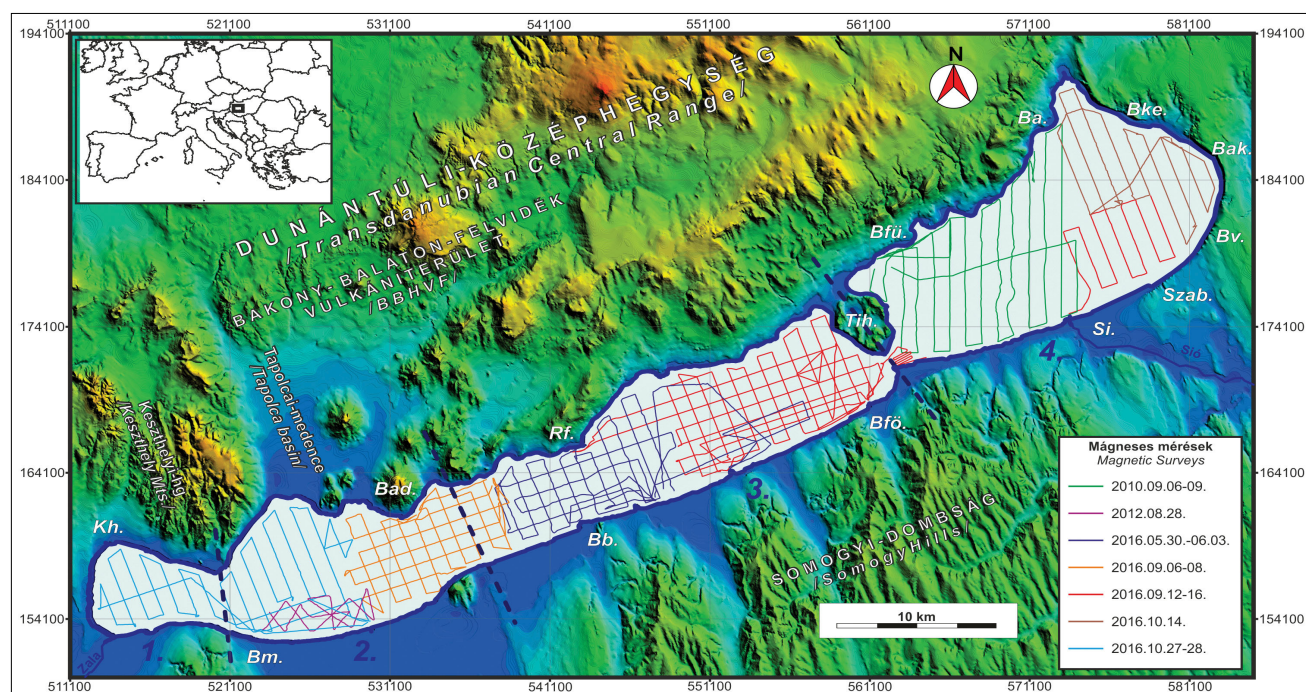 511100 521100 531100 541100 551100 561100 571100 581100
194100 194100
N
DUNÁNTÚLI-KÖZÉPHEGYSÉG
/Transdanubian Central Range/
BAKONY-BALATON-FELVIDÉK
VULKÁNITERÜLET
/BBHVF/
Ba.
Bke.
Bak.
184100 184100
Bfü.
Bv.
Szab.
174100 174100
Tih.
Si.
Sió
4.
Tapolcai-medence
/Tapolca basin/
Keszthelyi-hg
/Keszthely Mts/
Rf.
Bfö.
164100 164100
Bad.
3.
Kh.
Bb.
SOMOGYI-DOMBSÁG
/SomogyHills/
Mágneses mérések
Magnetic Surveys
2010.09.06-09.
2012.08.28.
2016.05.30.-06.03.
2016.09.06-08.
2016.09.12-16.
2016.10.14.
2016.10.27-28.
10 km
154100 154100
Zala
1.
Bm.
2.
511100 521100 531100 541100 551100 561100 571100 581100